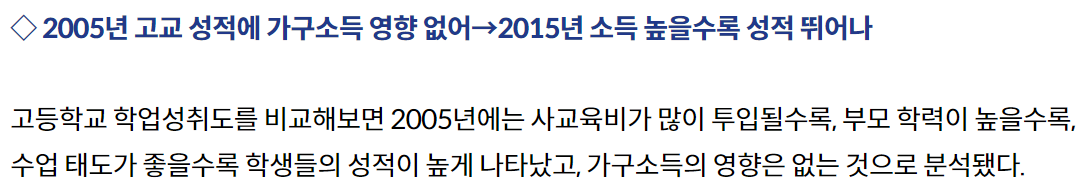 ◇ 2005년 고교 성적에 가구소득 영향 없어→2015년 소득 높을수록 성적 뛰어나
고등학교 학업성취도를 비교해보면 2005년에는 사교육비가 많이 투입될수록, 부모 학력이 높을수록,
수업 태도가 좋을수록 학생들의 성적이 높게 나타났고, 가구소득의 영향은 없는 것으로 분석됐다.